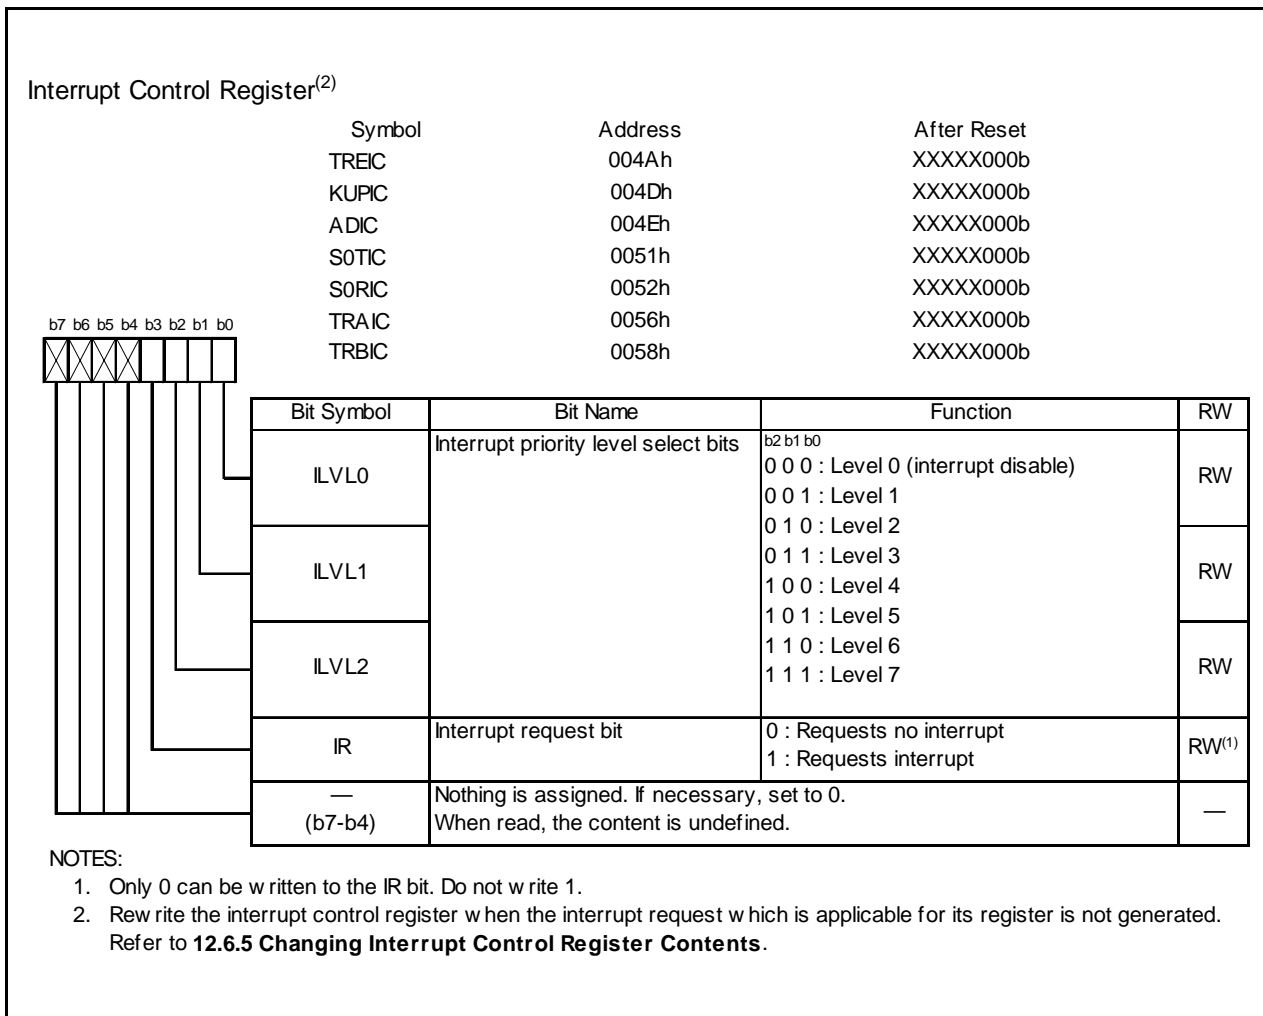 Interrupt Control Register(2)
Symbol Address After Reset
TREIC 004Ah XXXXX000b
KUPIC 004Dh XXXXX000b
ADIC 004Eh XXXXX000b
S0TIC 0051h XXXXX000b
S0RIC 0052h XXXXX000b
TRAIC 0056h XXXXX000b
TRBIC 0058h XXXXX000b
b7 b6 b5 b4 b3 b2 b1 b0
Bit Symbol Bit Name Function RW
ILVL0 Interrupt priority level select bits b2 b1 b0
0 0 0 : Level 0 (interrupt disable) RW
0 0 1 : Level 1
0 1 0 : Level 2
ILVL1 0 1 1 : Level 3 RW
1 0 0 : Level 4
1 0 1 : Level 5
ILVL2 1 1 0 : Level 6 RW
1 1 1 : Level 7
IR Interrupt request bit 0 : Requests no interrupt RW(1)
1 : Requests interrupt
— Nothing is assigned. If necessary, set to 0. —
(b7-b4) When read, the content is undefined.
NOTES:
1. Only 0 can be written to the IR bit. Do not write 1.
2. Rewrite the interrupt control register when the interrupt request which is applicable for its register is not generated.
Refer to 12.6.5 Changing Interrupt Control Register Contents.